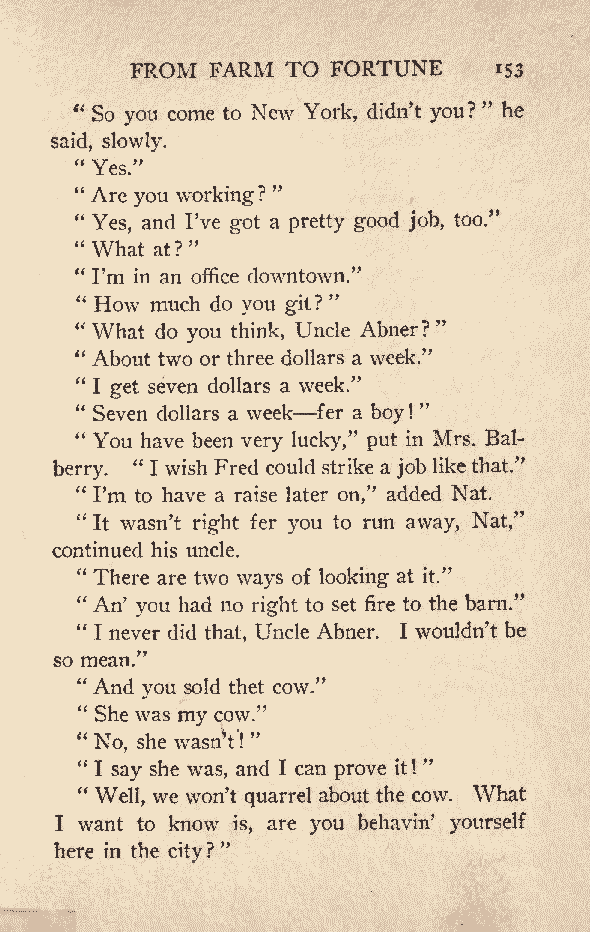 FROM FARM TO FORTUNE 153
" So you come to New York, didn't you? " he
said, slowly.
" Yes."
" Are you working? "
" Yes, and I've got a pretty good job, too."
" What at? "
" I'm in an office downtown."
" How much do you git? "
" What do you think, Uncle Abner? "
" About two or three dollars a week."
" I get seven dollars a week."
" Seven dollars a week—fer a boy! "
" You have been very lucky," put in Mrs. Bal-
berry. " I wish Fred could strike a job like that."
" I'm to have a raise later on," added Nat.
" It wasn't right fer you to run away, Nat,"
continued his uncle.
" There are two ways of looking at it."
" An' you had no right to set fire to the barn."
" I never did that, Uncle Abner. I wouldn't be
so mean."
" And you sold thet cow."
" She was my cow."
" No, she wasn't! "
" I say she was, and I can prove it! "
" Well, we won't quarrel about the cow. What
I want to know is, are you behavin' yourself
here in the city? "